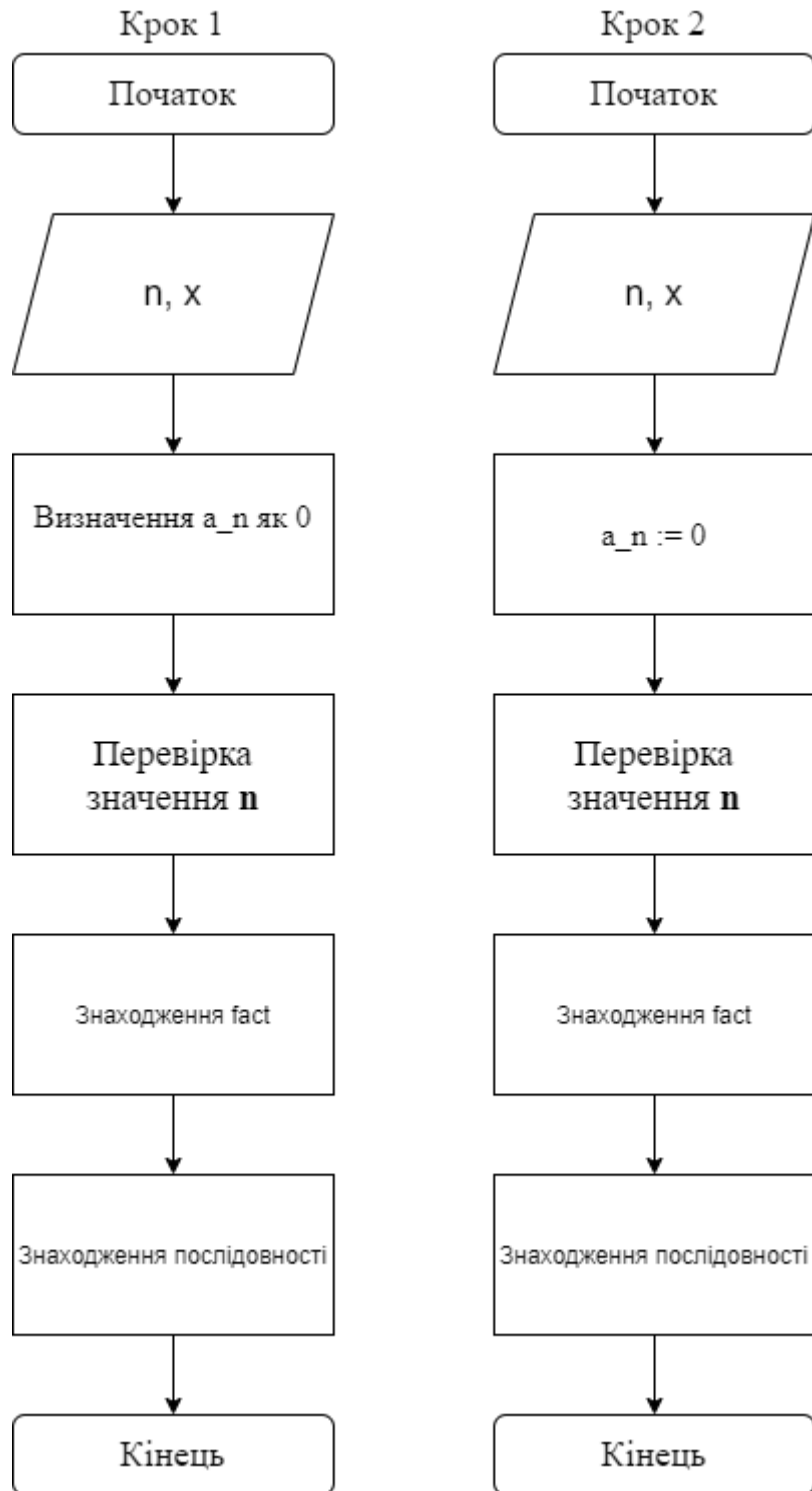 Крок 1
Початок
n, x
Визначення a_n як 0
Перевірка
значення n
Знаходження fact
Знаходження послідовності
Кінець
Крок 2
Початок
n, x
a_n := 0
Перевірка
значення n
Знаходження fact
Знаходження послідовності
Кінець